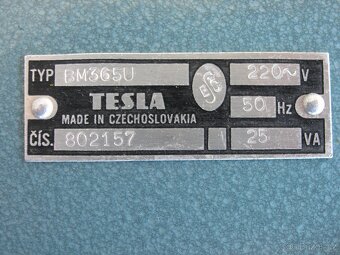 TYP BM365U 220~ V
TESLA 50 Hz
MADE IN CZECHOSLOVAKIA
ČÍS. 802157 25 VA